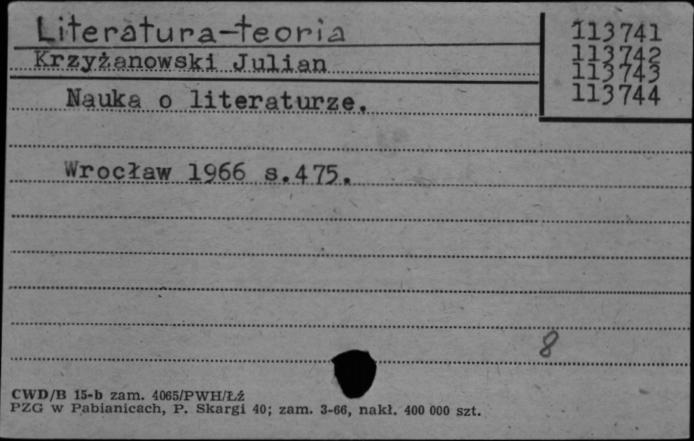 Literatura-teoria
113741
Krzyżanowski Julian
113742
113743
Nauka o literaturze.
113744
Wrocław 1966 s.475.
8
CWD/B 15-b zam. 4065/PWH/Łź
PZG w Pabianicach, P. Skargi 40; zam. 3-66, nakł. 400 000 szt.